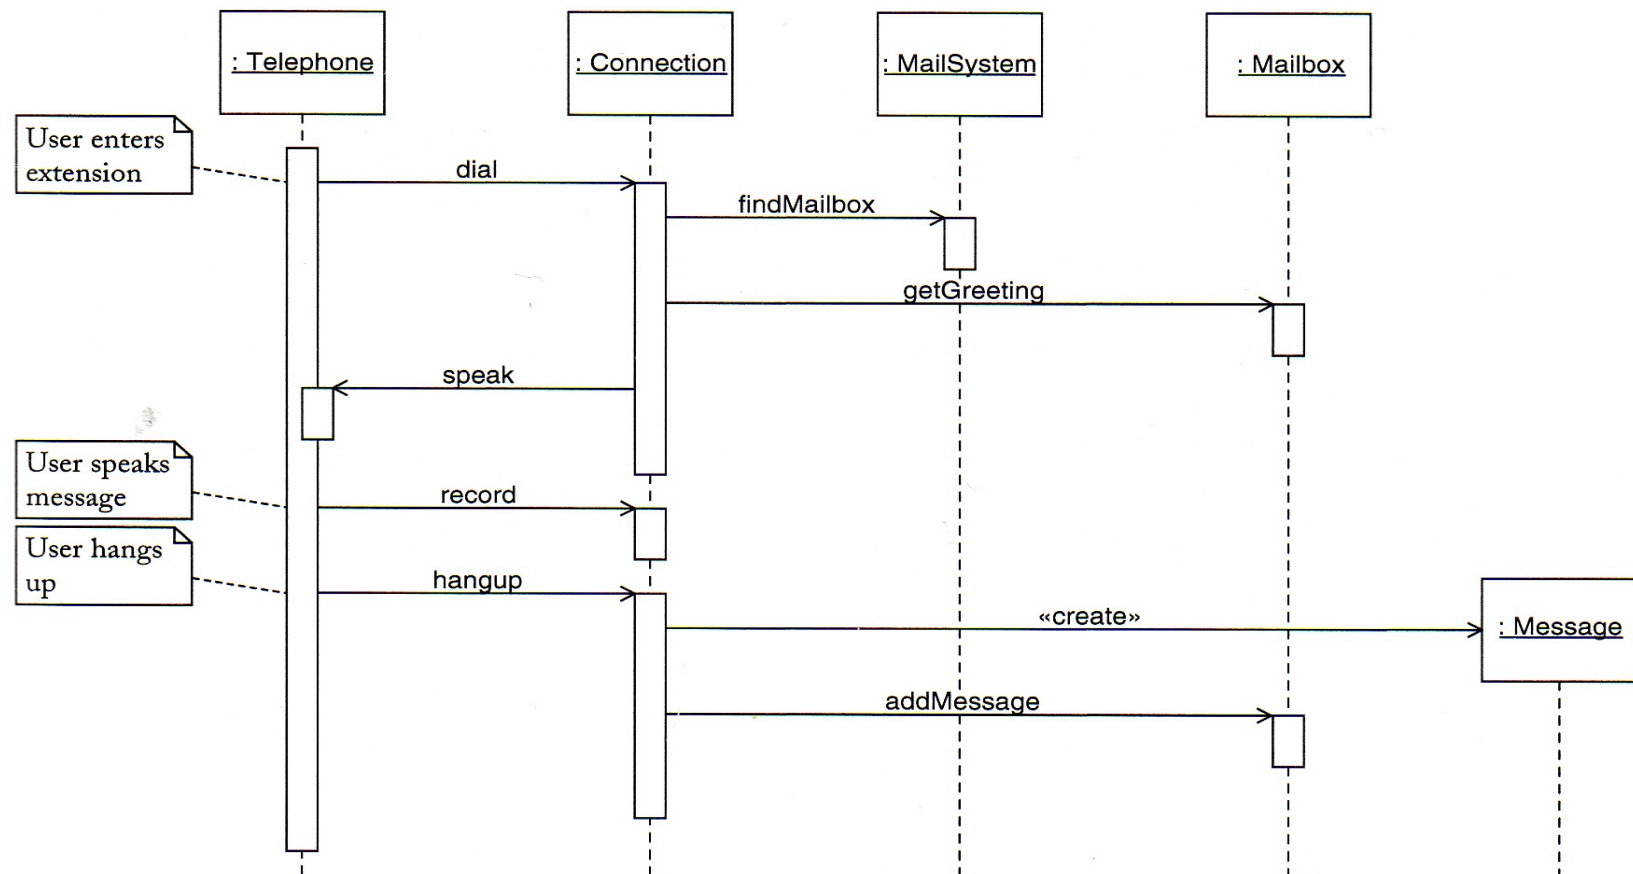 : Telephone
: Connection
: MailSystem
: Mailbox
User enters
extension
dial
findMailbox
getGreeting
speak
User speaks
message
record
User hangs
up
hangup
«create»
: Message
addMessage